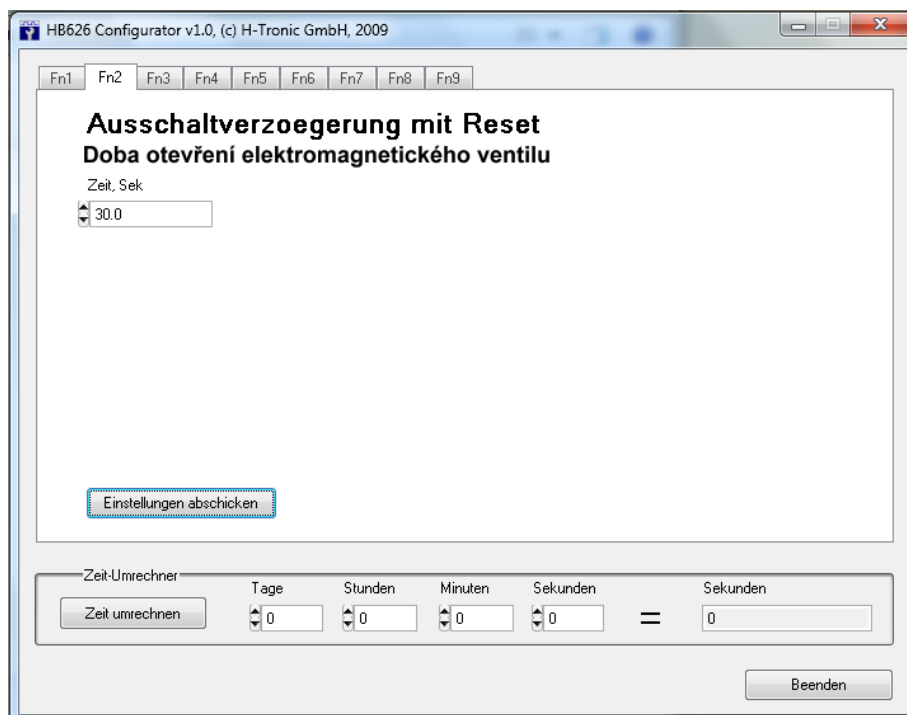 HB626 Configurator v1.0, (c) H-Tronic GmbH, 2009
Fn1 Fn2 Fn3 Fn4 Fn5 Fn6 Fn7 Fn8 Fn9
Ausschaltverzoegerung mit Reset
Doba otevření elektromagnetického ventilu
Zeit, Sek
30.0
Einstellungen abschicken
Zeit-Umrechner
Tage Stunden Minuten Sekunden Sekunden
Zeit umrechnen 0 0 0 0 = 0
Beenden